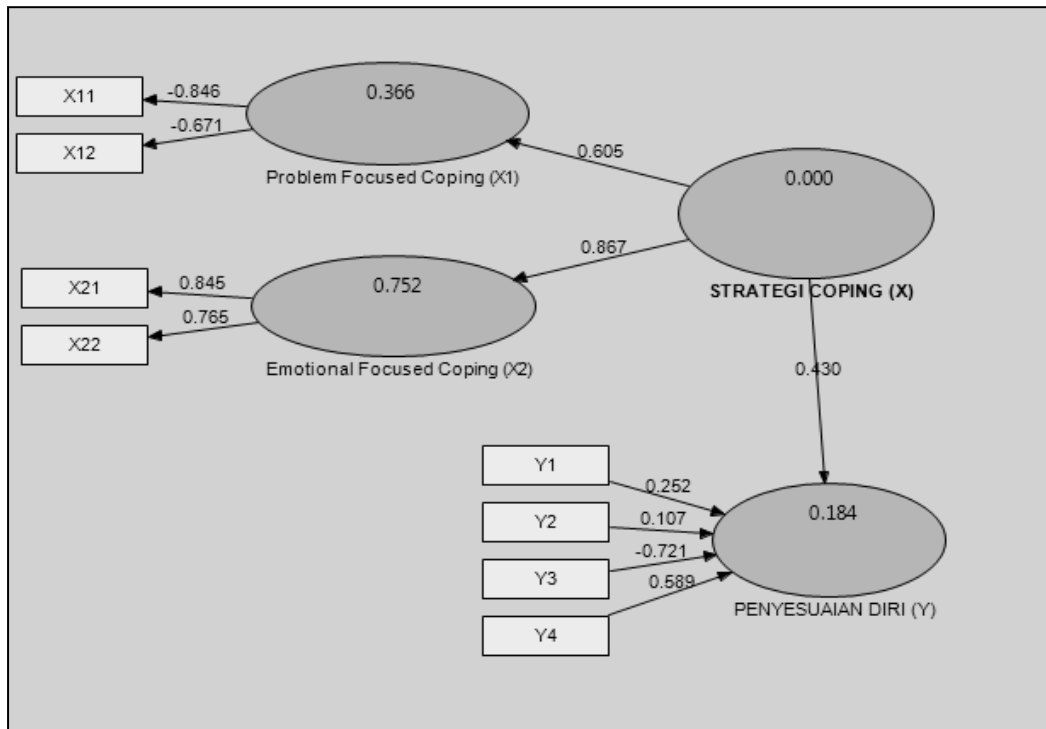 X11
-0.846
0.366
X12
-0.671
Problem Focused Coping (X1)
0.605
0.000
STRATEGI COPING (X)
0.867
X21
0.845
0.752
X22
0.765
Emotional Focused Coping (X2)
0.430
Y1
0.252
0.184
Y2
0.107
Y3
-0.721
Y4
0.589
PENYESUAIAN DIRI (Y)